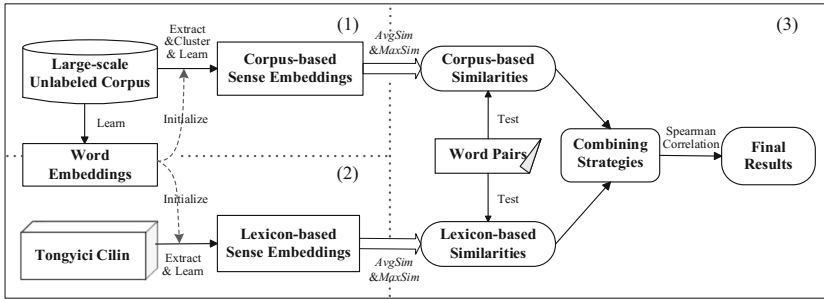 Extract
&Cluster
& Learn
(1)
AvgSim
&MaxSim
(3)
Large-scale
Unlabeled Corpus
Corpus-based
Sense Embeddings
Corpus-based
Similarities
Learn
Initialize
Test
Word
Embeddings
Word Pairs
Combining
Strategies
Spearman
Correlation
Final
Results
(2)
Initialize
Test
Tongyici Cilin
Extract
& Learn
Lexicon-based
Sense Embeddings
AvgSim
&MaxSim
Lexicon-based
Similarities